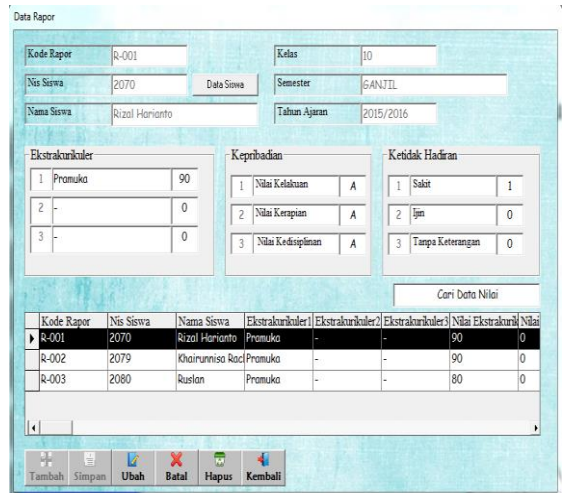 Data Rapor
Kode Rapor R-001 Kelas 10
Nis Siswa 2070 Data Siswa Semester GANJIL
Nama Siswa Rizal Harianto Tahun Ajaran 2015/2016
Ekstrakurikuler Kepribadian Ketidak Hadiran
1 Pramuka 90 1 Nilai Kelakuan A 1 Sakit 1
2 - 0 2 Nilai Kerapian A 2 Ijin 0
3 - 0 3 Nilai Kedisiplinan A 3 Tanpa Keterangan 0
Cari Data Nilai
Kode Rapor Nis Siswa Nama Siswa Ekstrakurikuler1 Ekstrakurikuler2 Ekstrakurikuler3 Nilai Ekstrakurik Nilai
R-001 2070 Rizal Harianto Pramuka - - 90 0
R-002 2079 Khairunnisa Rac Pramuka - - 90 0
R-003 2080 Ruslan Pramuka - - 80 0
Tambah Simpan Ubah Batal Hapus Kembali